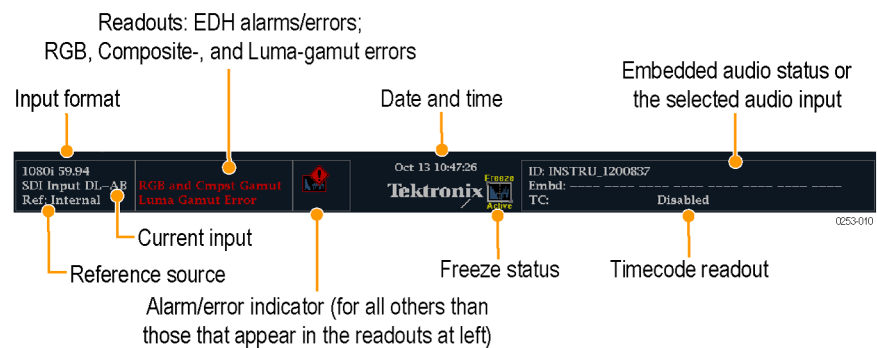 Readouts: EDH alarms/errors;
RGB, Composite-, and Luma-gamut errors
Input format
Date and time
Embedded audio status or
the selected audio input
1080i 59.94
SDI Input DL-AB
Ref: Internal
RGB and Cmpst Gamut
Luma Gamut Error
Oct 13 10:47:26
Tektronix
Freeze
Active
ID: INSTRU_1200837
Embd: ---- ---- ---- ---- ---- ---- ---- ----
TC: Disabled
0253-010
Current input
Reference source
Alarm/error indicator (for all others than
those that appear in the readouts at left)
Freeze status
Timecode readout